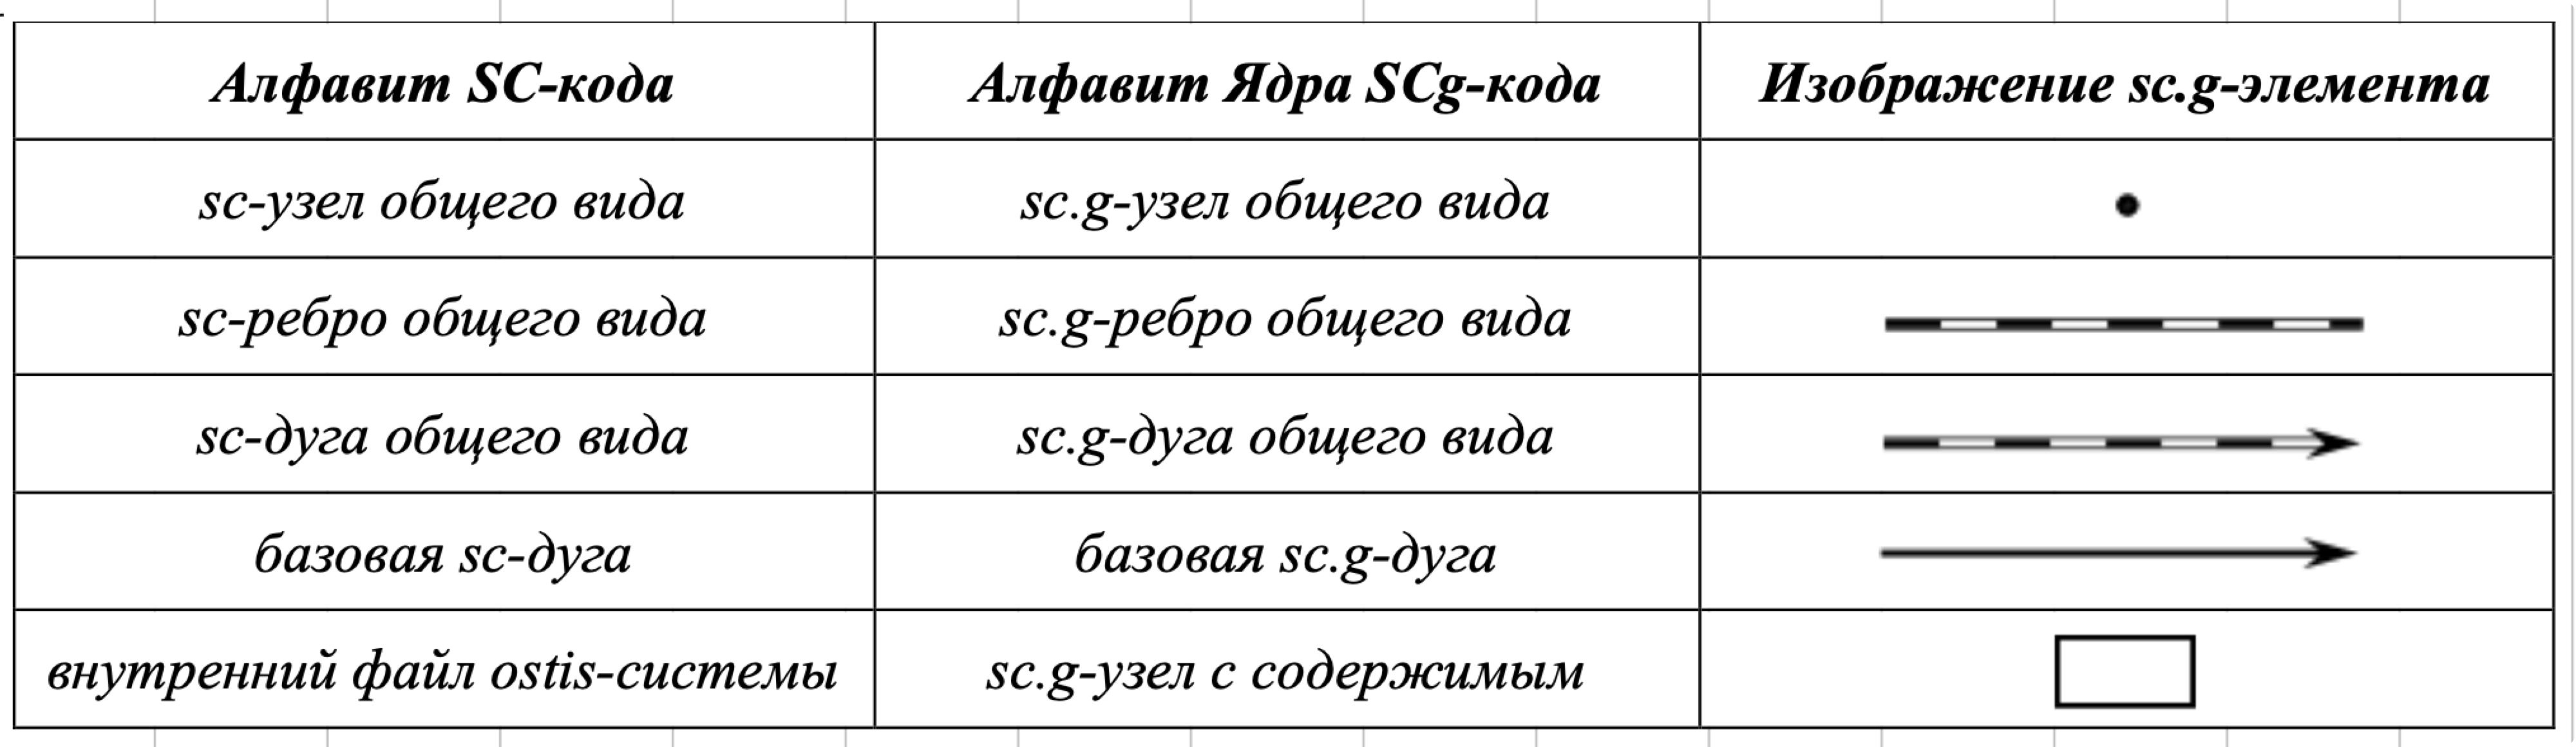 Алфавит SC-кода Алфавит Ядра SCg-кода Изображение sc.g-элемента
sc-узел общего вида sc.g-узел общего вида
sc-ребро общего вида sc.g-ребро общего вида
sc-дуга общего вида sc.g-дуга общего вида
базовая sc-дуга базовая sc.g-дуга
внутренний файл ostis-системы sc.g-узел с содержимым